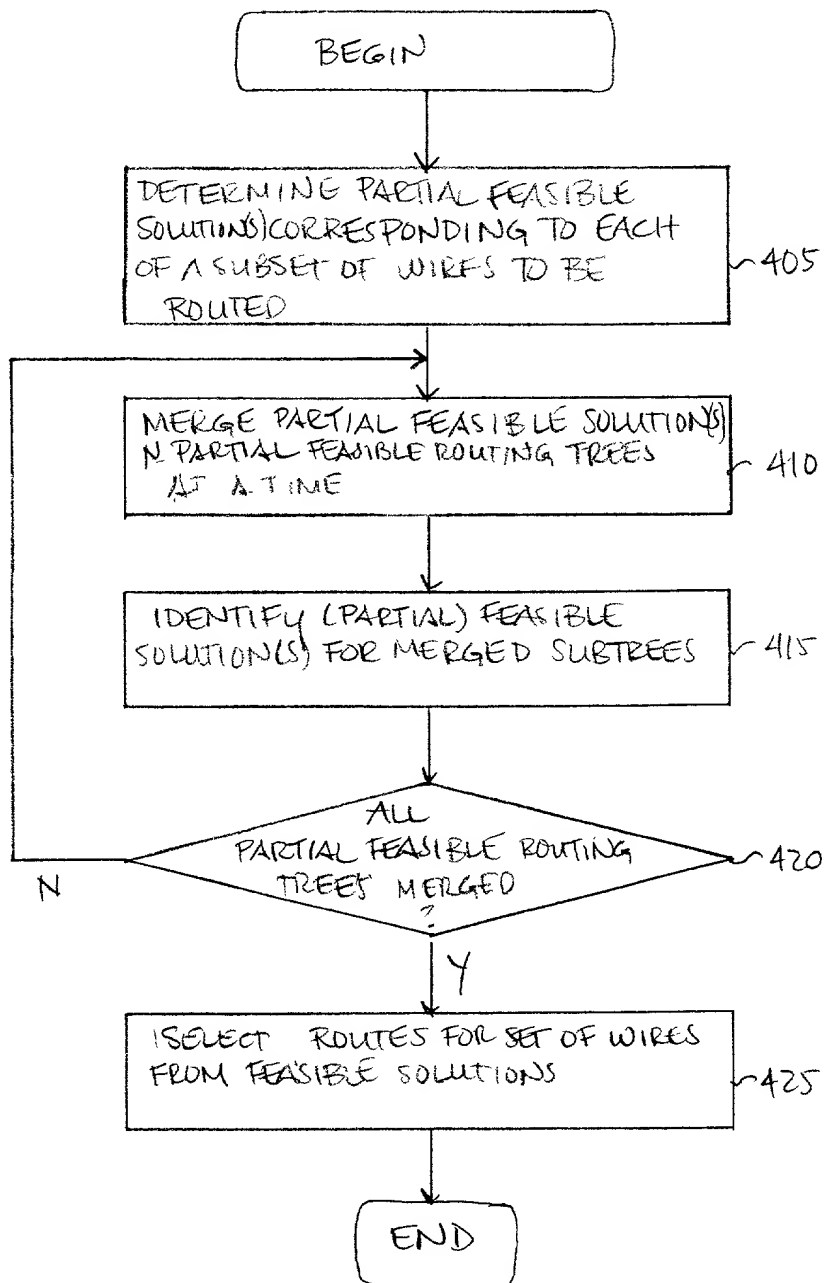 BEGIN
DETERMINE PARTIAL FEASIBLE
SOLUTION(S) CORRESPONDING TO EACH
OF A SUBSET OF WIRES TO BE
ROUTED
405
MERGE PARTIAL FEASIBLE SOLUTION(S)
N PARTIAL FEASIBLE ROUTING TREES
AT A TIME
410
IDENTIFY (PARTIAL) FEASIBLE
SOLUTION(S) FOR MERGED SUBTREES
415
ALL
PARTIAL FEASIBLE ROUTING
TREES MERGED
?
420
N
Y
SELECT ROUTES FOR SET OF WIRES
FROM FEASIBLE SOLUTIONS
425
END